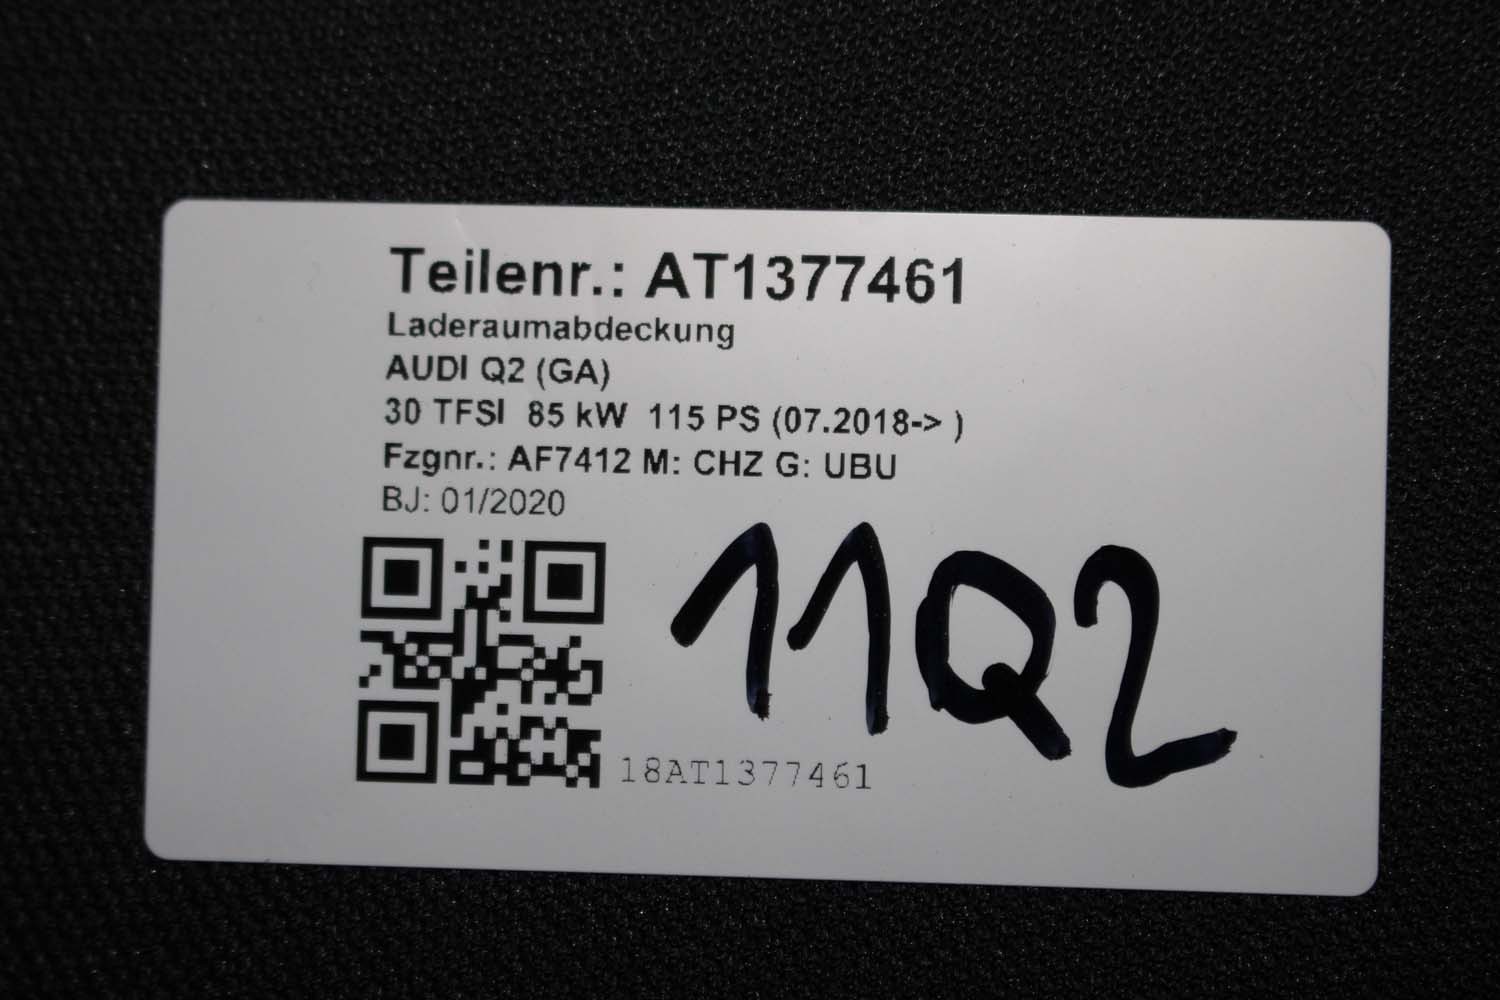 Teilenr.: AT1377461
Laderaumabdeckung
AUDI Q2 (GA)
30 TFSI  85 kW  115 PS (07.2018-> )
Fzgnr.: AF7412 M: CHZ G: UBU
BJ: 01/2020
11Q2
18AT1377461